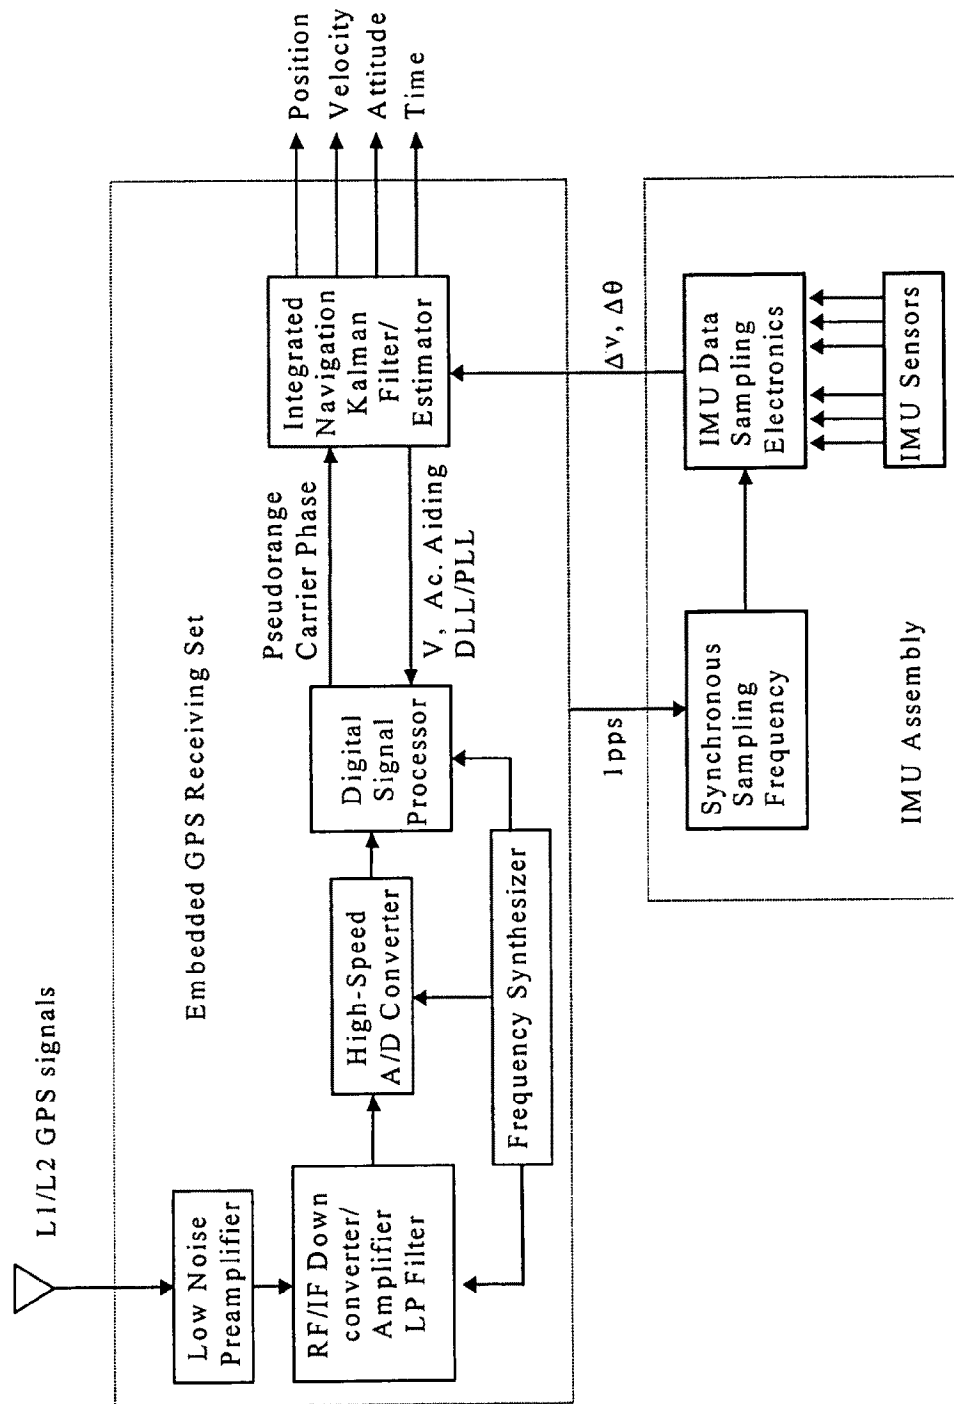 L1/L2 GPS signals
Embedded GPS Receiving Set
Low Noise
Preamplifier
RF/IF Down
converter/
Amplifier
LP Filter
High-Speed
A/D Converter
Digital
Signal
Processor
Pseudorange
Carrier Phase
V, Ac. Aiding
DLL/PLL
Integrated
Navigation
Kalman
Filter/
Estimator
Position
Velocity
Attitude
Time
Frequency Synthesizer
1pps
Δv, Δθ
Synchronous
Sampling
Frequency
IMU Data
Sampling
Electronics
IMU Sensors
IMU Assembly